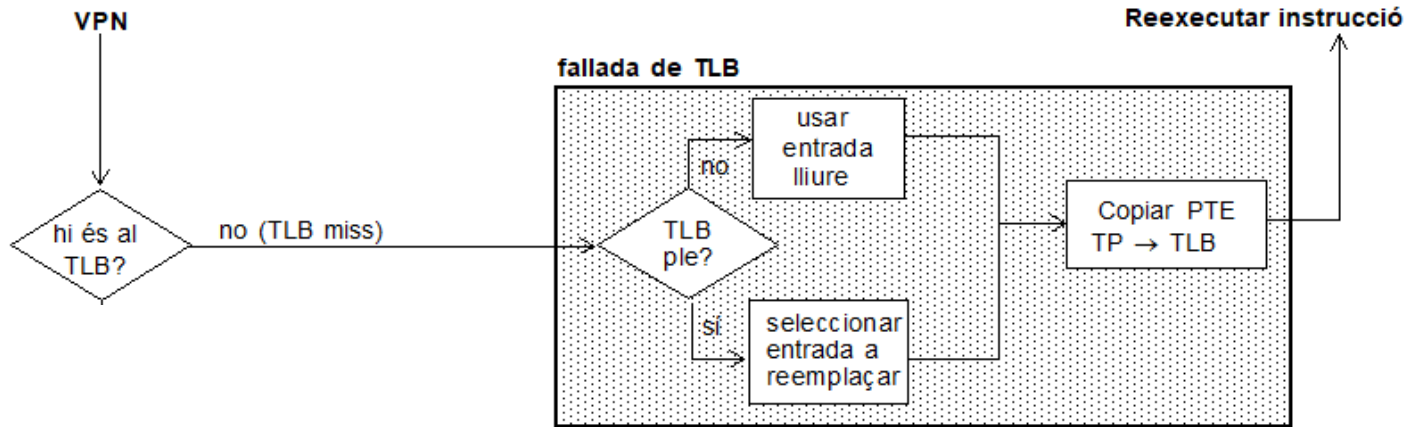 VPN
Reexecutar instrucció
fallada de TLB
usar
entrada
lliure
no
hi és al
TLB?
no (TLB miss)
TLB
ple?
Copiar PTE
TP → TLB
sí
seleccionar
entrada a
reemplaçar